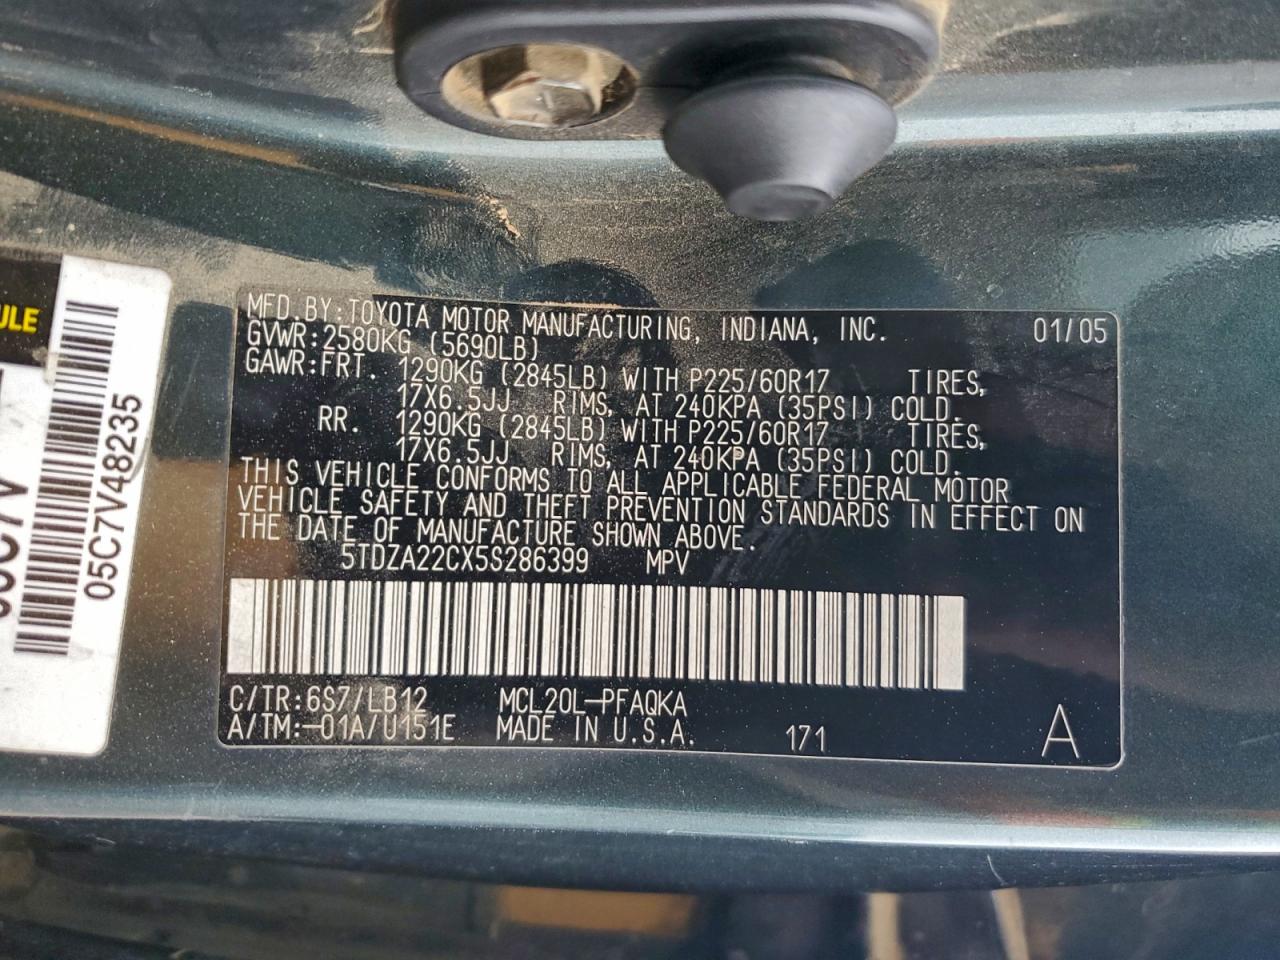 MFD.BY:TOYOTA MOTOR MANUFACTURING, INDIANA, INC. 01/05
GVWR:2580KG (5690LB)
GAWR:FRT. 1290KG (2845LB) WITH P225/60R17 TIRES,
17X6.5JJ RIMS, AT 240KPA (35PSI) COLD.
RR. 1290KG (2845LB) WITH P225/60R17 TIRES,
17X6.5JJ RIMS, AT 240KPA (35PSI) COLD.
THIS VEHICLE CONFORMS TO ALL APPLICABLE FEDERAL MOTOR
VEHICLE SAFETY AND THEFT PREVENTION STANDARDS IN EFFECT ON
THE DATE OF MANUFACTURE SHOWN ABOVE.
5TDZA22CX5S286399 MPV
C/TR:6S7/LB12 MCL20L-PFAQKA
A/TM:-01A/U151E MADE IN U.S.A. 171 A
ULE
05C7V48235